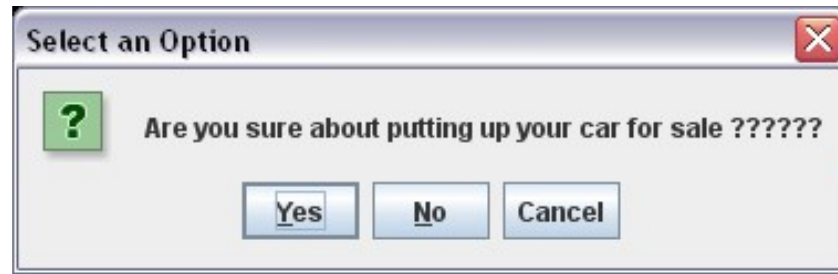 Select an Option
?
Are you sure about putting up your car for sale ??????
Yes No Cancel